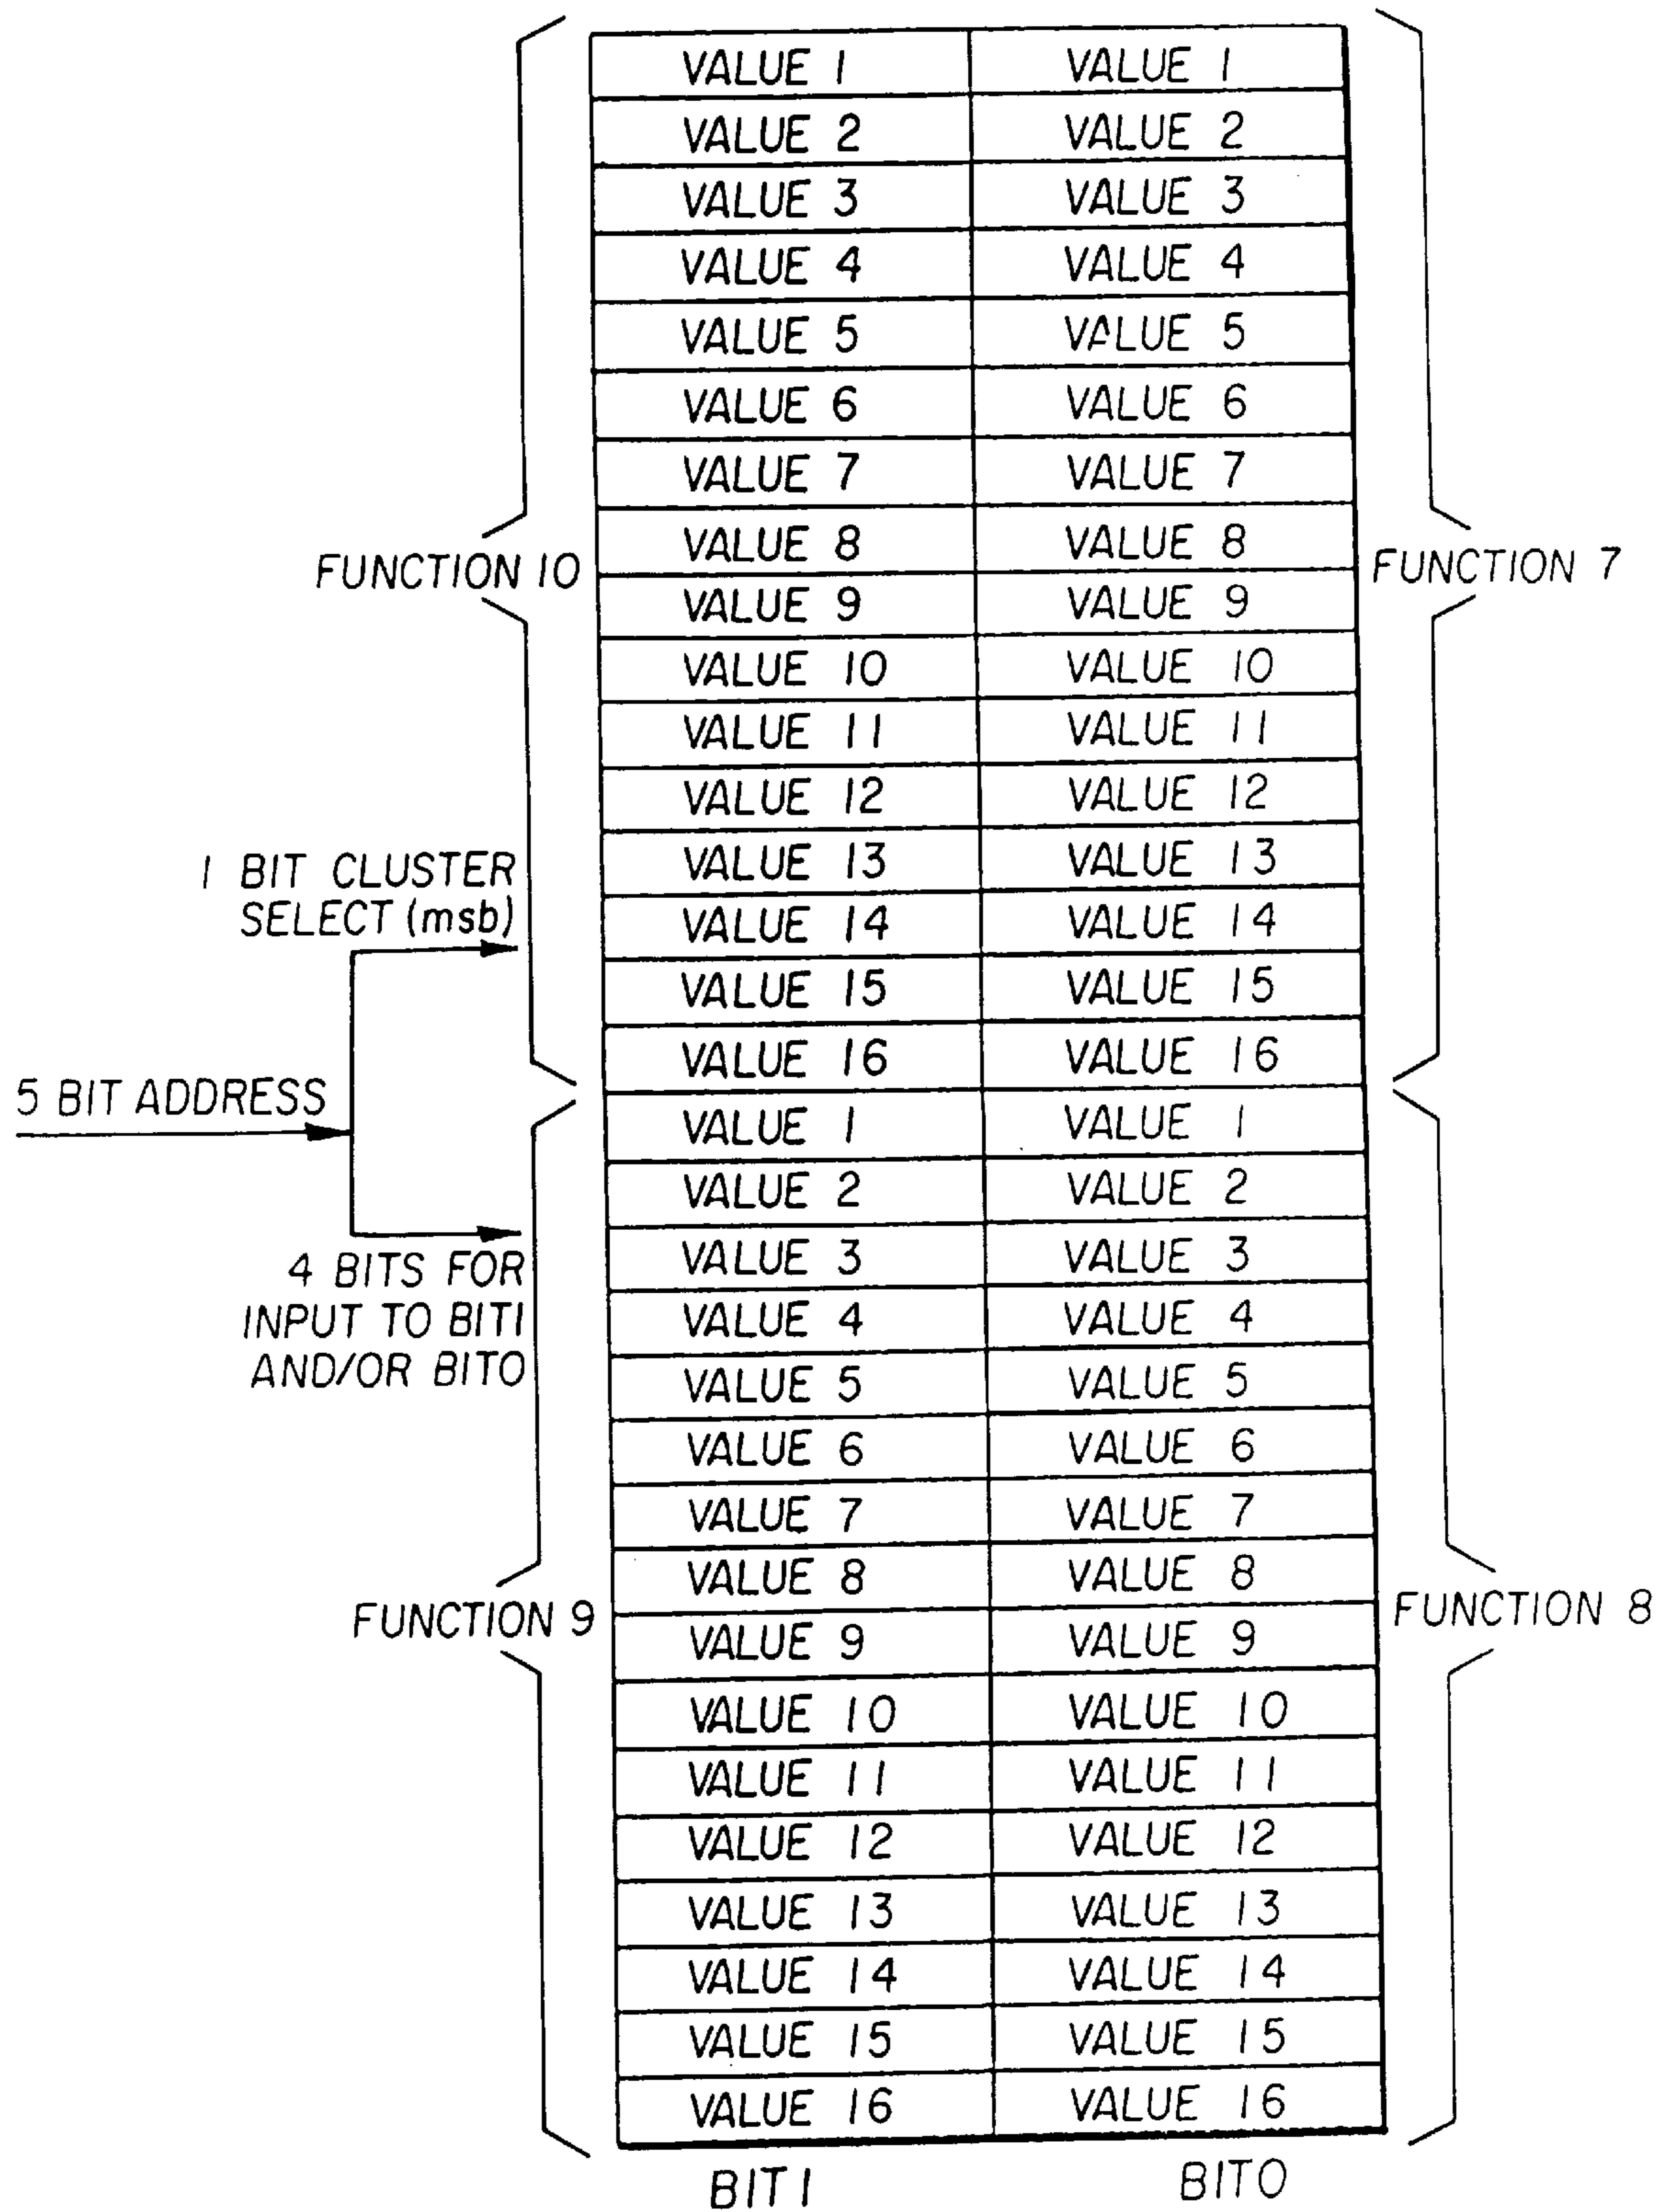 VALUE 1 VALUE 1
VALUE 2 VALUE 2
VALUE 3 VALUE 3
VALUE 4 VALUE 4
VALUE 5 VALUE 5
VALUE 6 VALUE 6
VALUE 7 VALUE 7
VALUE 8 VALUE 8
FUNCTION 10
FUNCTION 7
VALUE 9 VALUE 9
VALUE 10 VALUE 10
VALUE 11 VALUE 11
VALUE 12 VALUE 12
VALUE 13 VALUE 13
1 BIT CLUSTER
SELECT (msb)
VALUE 14 VALUE 14
VALUE 15 VALUE 15
VALUE 16 VALUE 16
5 BIT ADDRESS
VALUE 1 VALUE 1
VALUE 2 VALUE 2
VALUE 3 VALUE 3
4 BITS FOR
INPUT TO BIT1
AND/OR BIT0
VALUE 4 VALUE 4
VALUE 5 VALUE 5
VALUE 6 VALUE 6
VALUE 7 VALUE 7
VALUE 8 VALUE 8
FUNCTION 9
FUNCTION 8
VALUE 9 VALUE 9
VALUE 10 VALUE 10
VALUE 11 VALUE 11
VALUE 12 VALUE 12
VALUE 13 VALUE 13
VALUE 14 VALUE 14
VALUE 15 VALUE 15
VALUE 16 VALUE 16
BIT1 BIT0